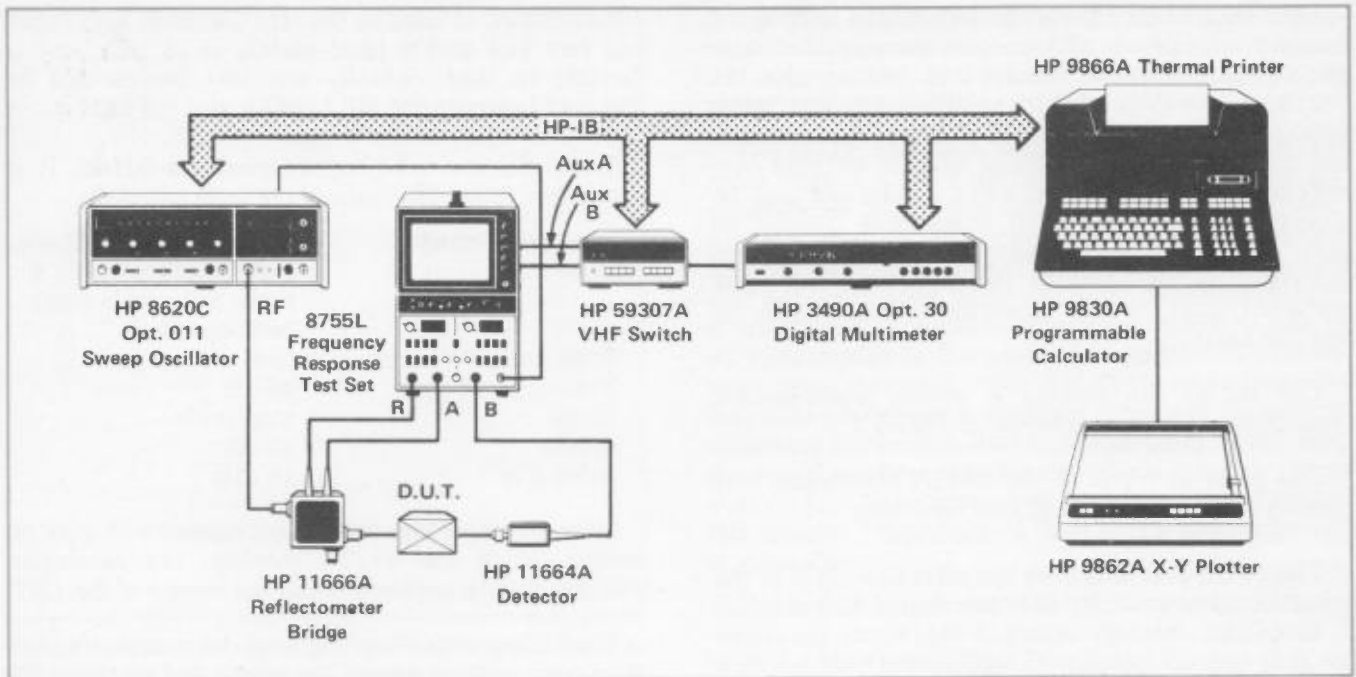 HP 9866A Thermal Printer
HP-IB
Aux A
Aux
B
HP 8620C
Opt. 011
Sweep Oscillator
RF
8755L
Frequency
Response
Test Set
R
A
B
HP 59307A
VHF Switch
HP 3490A Opt. 30
Digital Multimeter
HP 9830A
Programmable
Calculator
D.U.T.
HP 11666A
Reflectometer
Bridge
HP 11664A
Detector
HP 9862A X-Y Plotter